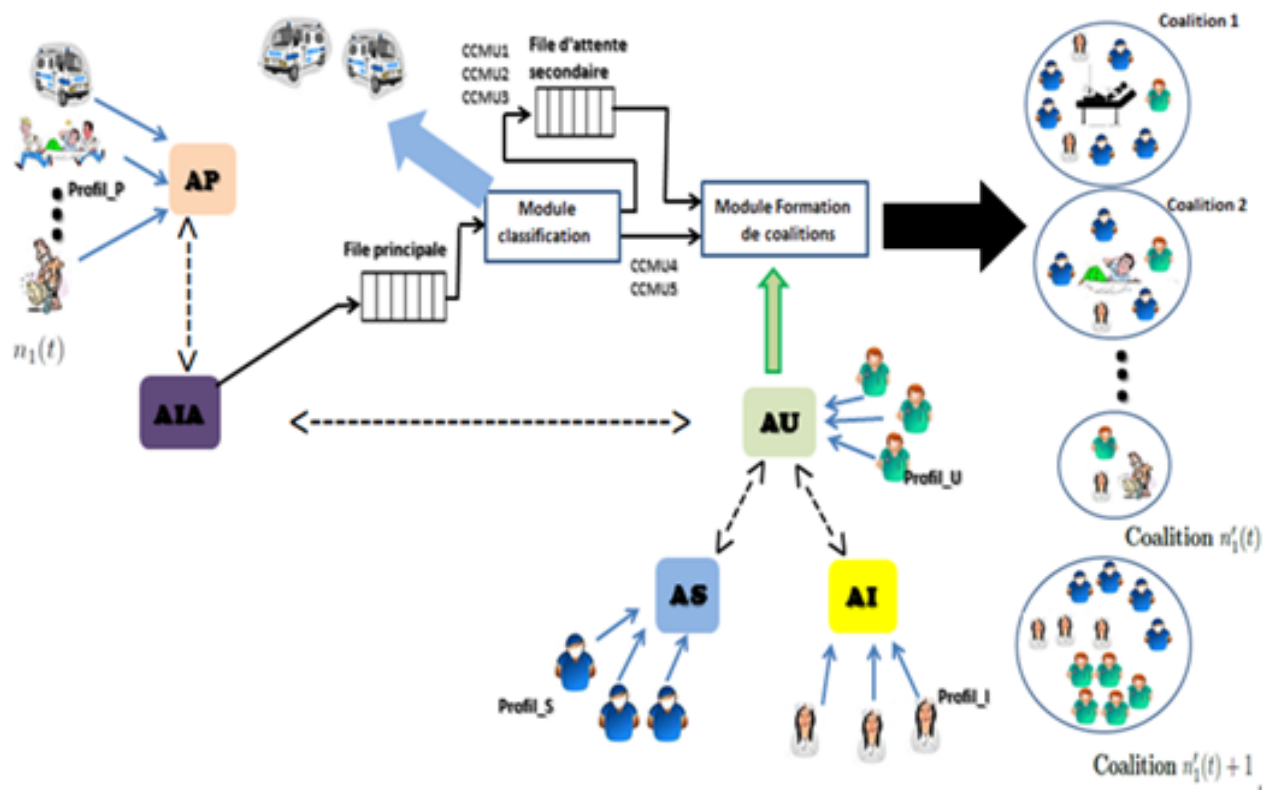 Coalition 1
CCMU1
CCMU2
CCMU3
File d'attente
secondaire
AP
Profil_P
Module
classification
Module Formation
de coalitions
Coalition 2
File principale
CCMU4
CCMU5
n₁(t)
AIA
AU
Profil_U
Coalition n′₁(t)
AS
AI
Profil_S
Profil_I
Coalition n′₁(t) + 1